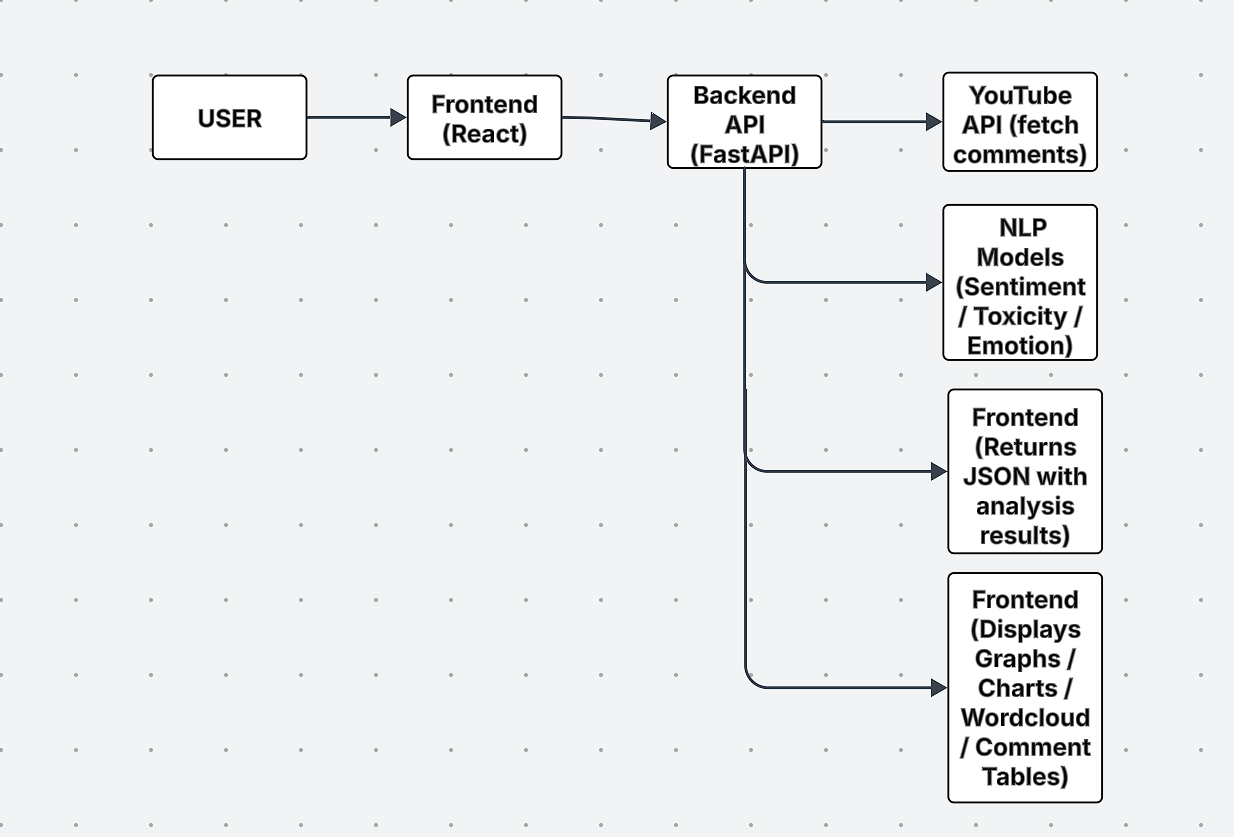 USER
Frontend
(React)
Backend
API
(FastAPI)
YouTube
API (fetch
comments)
NLP
Models
(Sentiment
/ Toxicity /
Emotion)
Frontend
(Returns
JSON with
analysis
results)
Frontend
(Displays
Graphs /
Charts /
Wordcloud
/ Comment
Tables)